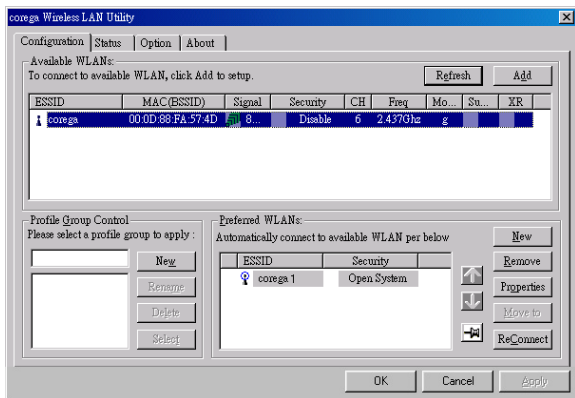 corega Wireless LAN Utility
Configuration Status Option About
Available WLANs:
To connect to available WLAN, click Add to setup.
Refresh Add
ESSID MAC(BSSID) Signal Security CH Freq Mo... Su... XR
corega 00:0D:88:FA:57:4D 8... Disable 6 2.437Ghz g
Profile Group Control
Please select a profile group to apply :
New
Rename
Delete
Select
Preferred WLANs:
Automatically connect to available WLAN per below
ESSID Security
corega 1 Open System
New
Remove
Properties
Move to
ReConnect
OK Cancel Apply